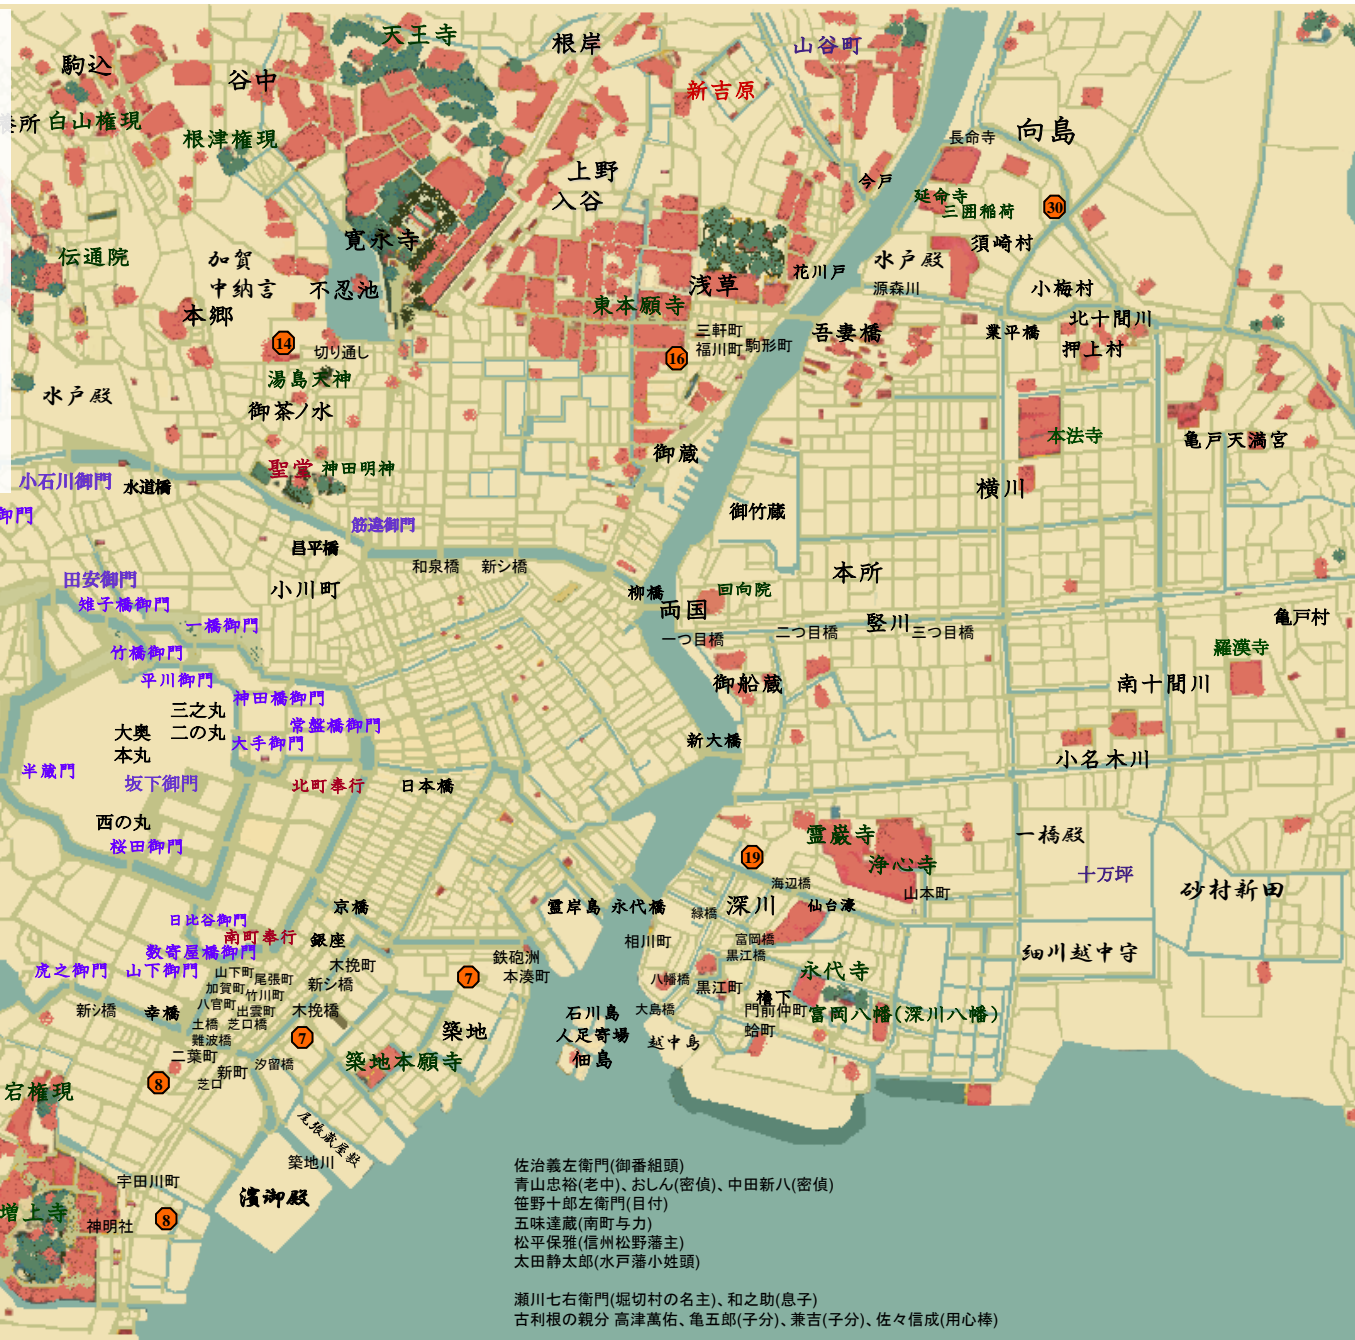 天王寺
根岸
山谷町
駒込
谷中
新吉原
所
白山権現
根津権現
長命寺
向島
上野
入谷
今戸
延命寺
三囲稲荷
30
寛永寺
伝通院
加賀
中納言
不忍池
本郷
浅草
花川戸
水戸殿
須崎村
源森川
小梅村
東本願寺
14
切り通し
三軒町
福川町
駒形町
16
吾妻橋
業平橋
北十間川
押上村
湯島天神
水戸殿
御茶ノ水
本法寺
亀戸天満宮
御蔵
聖堂
神田明神
小石川御門
水道橋
横川
御門
筋違御門
御竹蔵
昌平橋
和泉橋
新シ橋
本所
田安御門
小川町
柳橋
回向院
雉子橋御門
両国
一橋御門
一つ目橋
二つ目橋
竪川
三つ目橋
亀戸村
竹橋御門
羅漢寺
平川御門
御船蔵
南十間川
神田橋御門
三之丸
二の丸
大奥
本丸
常盤橋御門
大手御門
新大橋
半蔵門
坂下御門
北町奉行
日本橋
小名木川
西の丸
桜田御門
霊巌寺
一橋殿
19
浄心寺
十万坪
海辺橋
山本町
砂村新田
日比谷御門
京橋
霊岸島
永代橋
緑橋
深川
仙台濠
南町奉行
銀座
相川町
富岡橋
黒江橋
数寄屋橋御門
細川越中守
虎之御門
山下御門
山下町
尾張町
木挽町
鉄砲洲
本湊町
7
八幡橋
黒江町
永代寺
加賀町
竹川町
新シ橋
八官町
出雲町
木挽橋
櫓下
門前仲町
富岡八幡(深川八幡)
新シ橋
幸橋
土橋
芝口橋
石川島
人足寄場
佃島
大島橋
蛤町
難波橋
7
築地
越中島
二葉町
汐留橋
築地本願寺
新町
芝口
8
宕権現
尾張蔵屋敷
築地川
宇田川町
濱御殿
増上寺
神明社
8
佐治義左衛門(御番組頭)
青山忠裕(老中)、おしん(密偵)、中田新八(密偵)
笹野十郎左衛門(目付)
五味達蔵(南町与力)
松平保雅(信州松野藩主)
太田静太郎(水戸藩小姓頭)
瀬川七右衛門(堀切村の名主)、和之助(息子)
古利根の親分 高津萬佑、亀五郎(子分)、兼吉(子分)、佐々信成(用心棒)